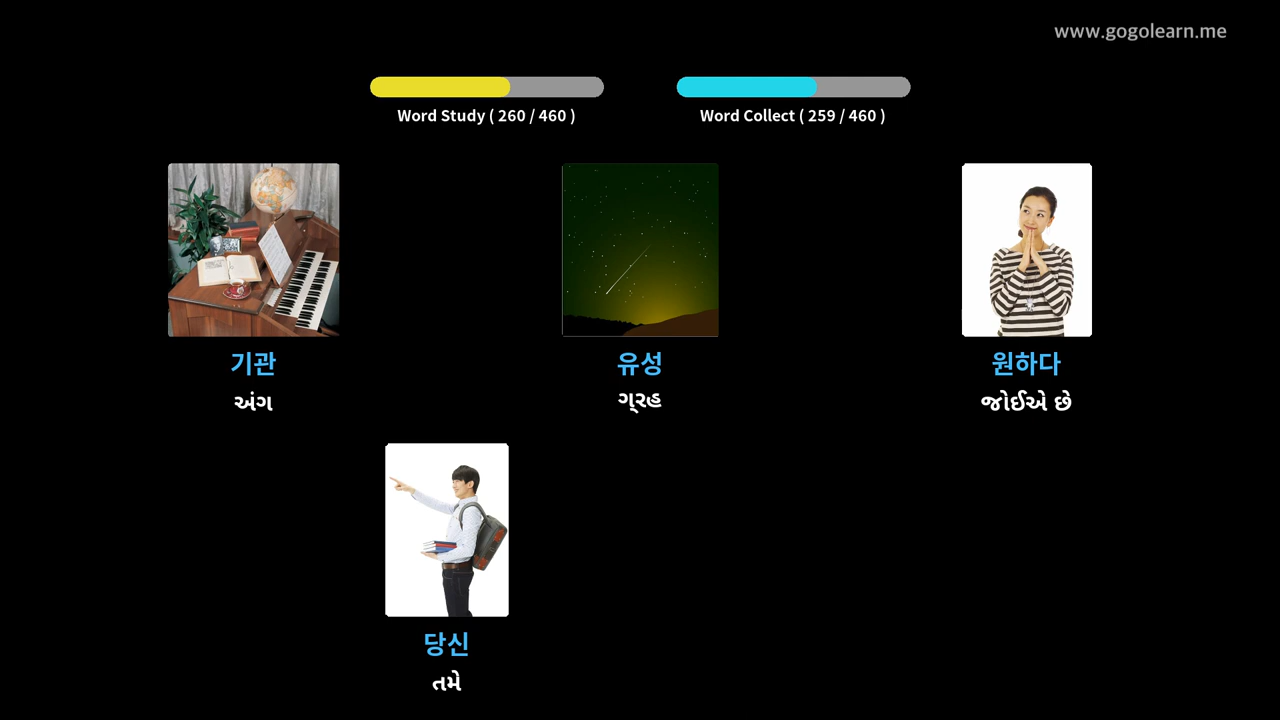 www.gogolearn.me
Word Study ( 260 / 460 )
Word Collect ( 259 / 460 )
기관
અંગ
유성
ગ્રહ
원하다
જોઈએ છે
당신
તમે